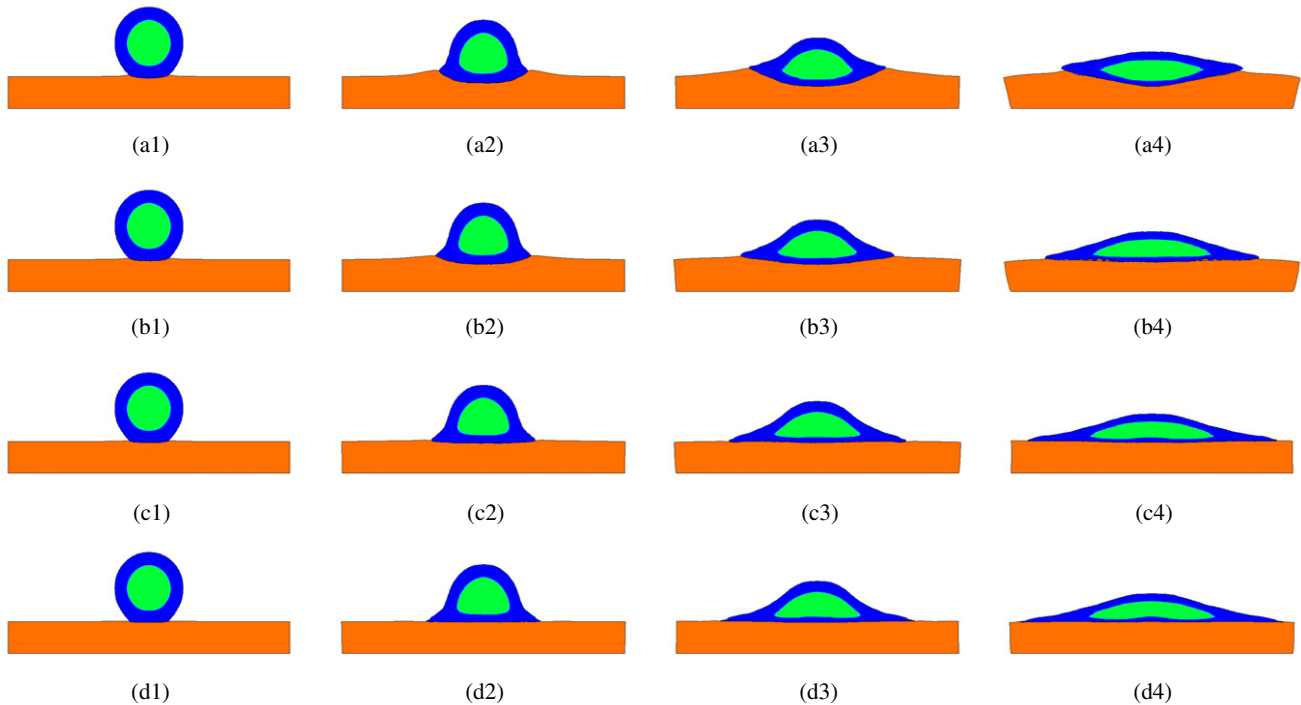 (a1) (a2) (a3) (a4)
(b1) (b2) (b3) (b4)
(c1) (c2) (c3) (c4)
(d1) (d2) (d3) (d4)